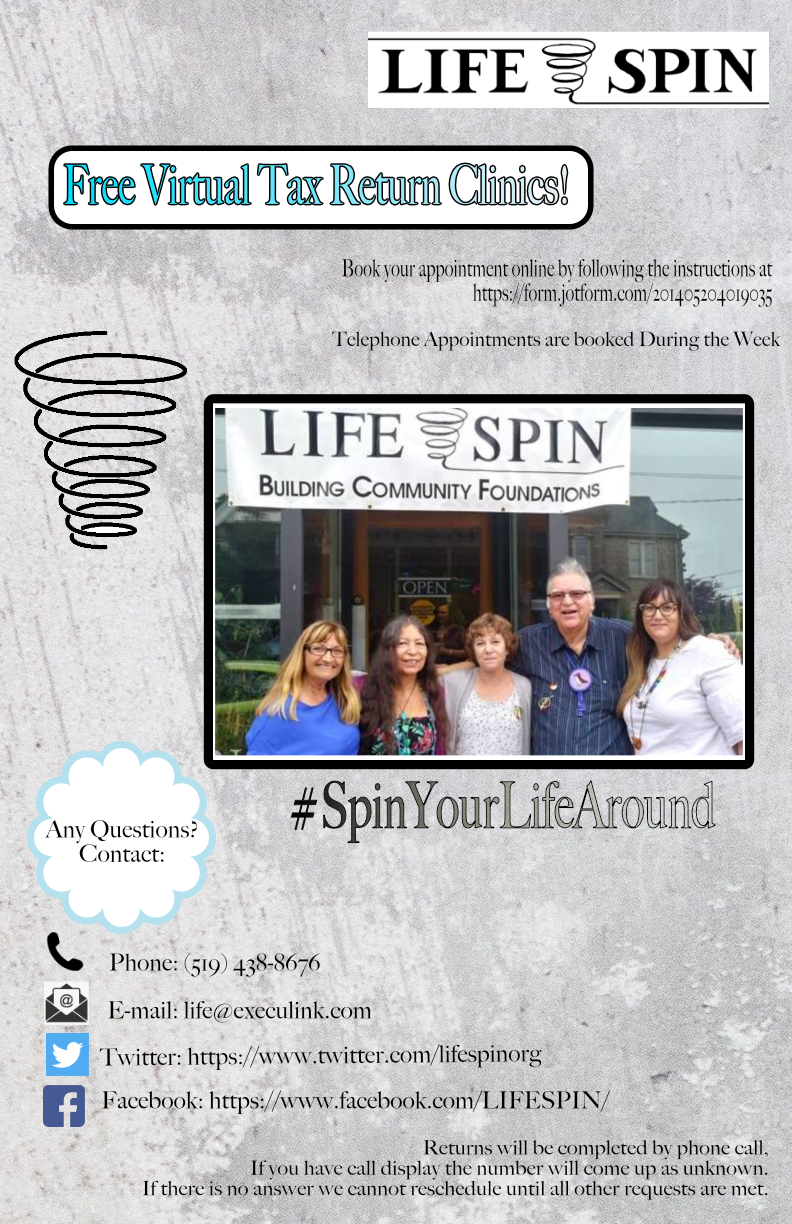 LIFE SPIN
Free Virtual Tax Return Clinics!
Book your appointment online by following the instructions at
https://form.jotform.com/201405204019035
Telephone Appointments are booked During the Week
LIFE SPIN
BUILDING COMMUNITY FOUNDATIONS
OPEN
#SpinYourLifeAround
Any Questions?
Contact:
Phone: (519) 438-8676
E-mail: life@execulink.com
Twitter: https://www.twitter.com/lifespinorg
Facebook: https://www.facebook.com/LIFESPIN/
Returns will be completed by phone call,
If you have call display the number will come up as unknown.
If there is no answer we cannot reschedule until all other requests are met.